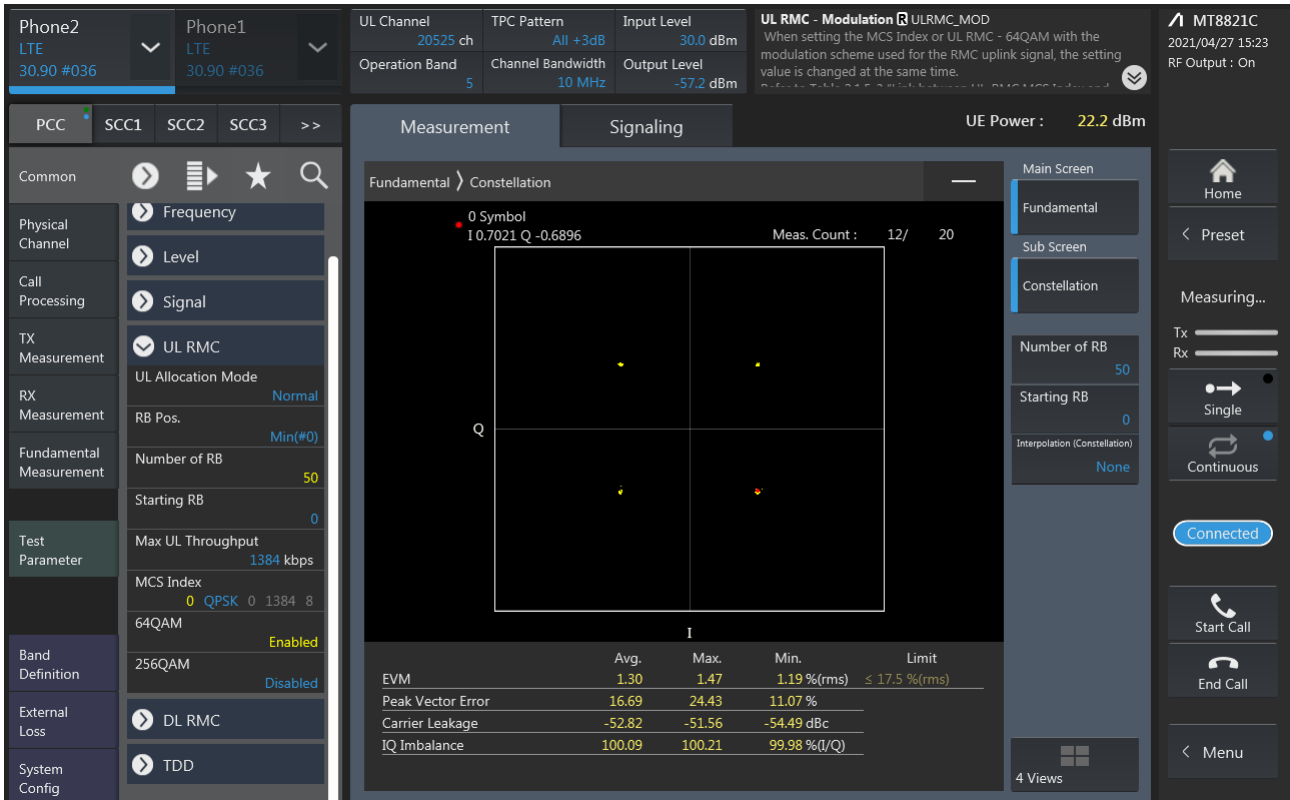 Phone2
LTE
30.90 #036
Phone1
LTE
30.90 #036
UL Channel
20525 ch
TPC Pattern
All +3dB
Input Level
30.0 dBm
Operation Band
5
Channel Bandwidth
10 MHz
Output Level
-57.2 dBm
UL RMC - Modulation R ULRMC_MOD
When setting the MCS Index or UL RMC - 64QAM with the
modulation scheme used for the RMC uplink signal, the setting
value is changed at the same time.
MT8821C
2021/04/27 15:23
RF Output : On
PCC
SCC1
SCC2
SCC3
>>
Measurement
Signaling
UE Power : 22.2 dBm
Common
Physical
Channel
Call
Processing
TX
Measurement
RX
Measurement
Fundamental
Measurement
Test
Parameter
Band
Definition
External
Loss
System
Config
Frequency
Level
Signal
UL RMC
UL Allocation Mode
Normal
RB Pos.
Min(#0)
Number of RB
50
Starting RB
0
Max UL Throughput
1384 kbps
MCS Index
0 QPSK 0 1384 8
64QAM
Enabled
256QAM
Disabled
DL RMC
TDD
Fundamental
Constellation
0 Symbol
I 0.7021 Q -0.6896
Meas. Count : 12/ 20
Q
I
Avg. Max. Min. Limit
EVM 1.30 1.47 1.19 %(rms) ≤ 17.5 %(rms)
Peak Vector Error 16.69 24.43 11.07 %
Carrier Leakage -52.82 -51.56 -54.49 dBc
IQ Imbalance 100.09 100.21 99.98 %(I/Q)
Main Screen
Fundamental
Sub Screen
Constellation
Number of RB
50
Starting RB
0
Interpolation (Constellation)
None
4 Views
Home
< Preset
Measuring...
Tx
Rx
Single
Continuous
Connected
Start Call
End Call
< Menu